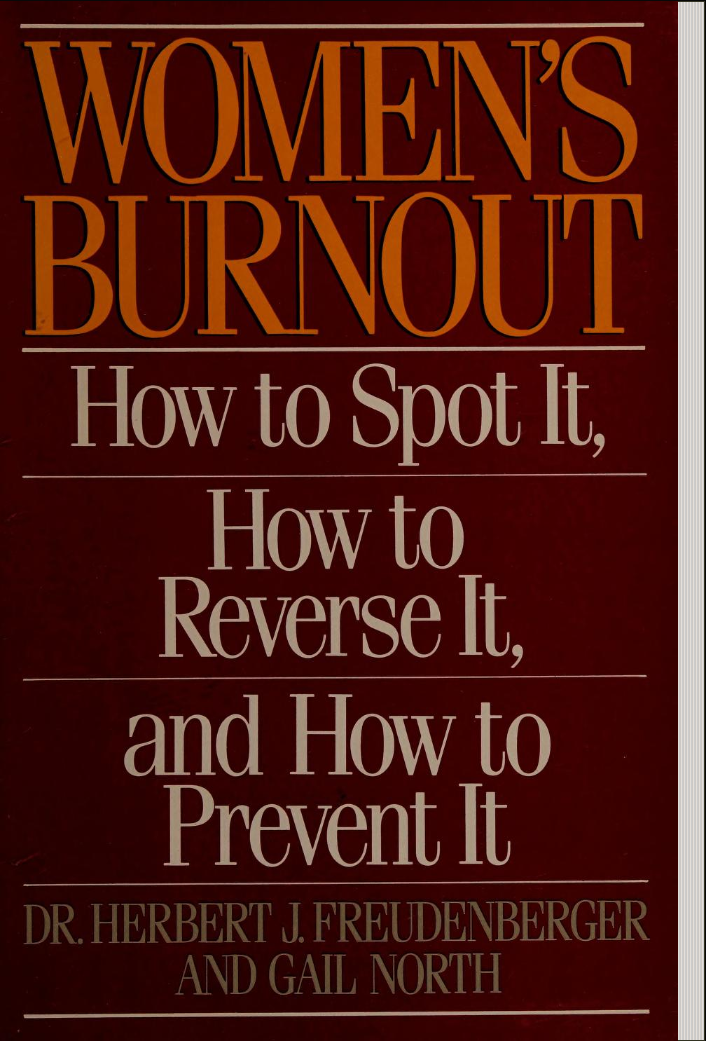 WOMEN'S
BURNOUT
How to Spot It,
How to
Reverse It,
and How to
Prevent It
DR. HERBERT J. FREUDENBERGER
AND GAIL NORTH